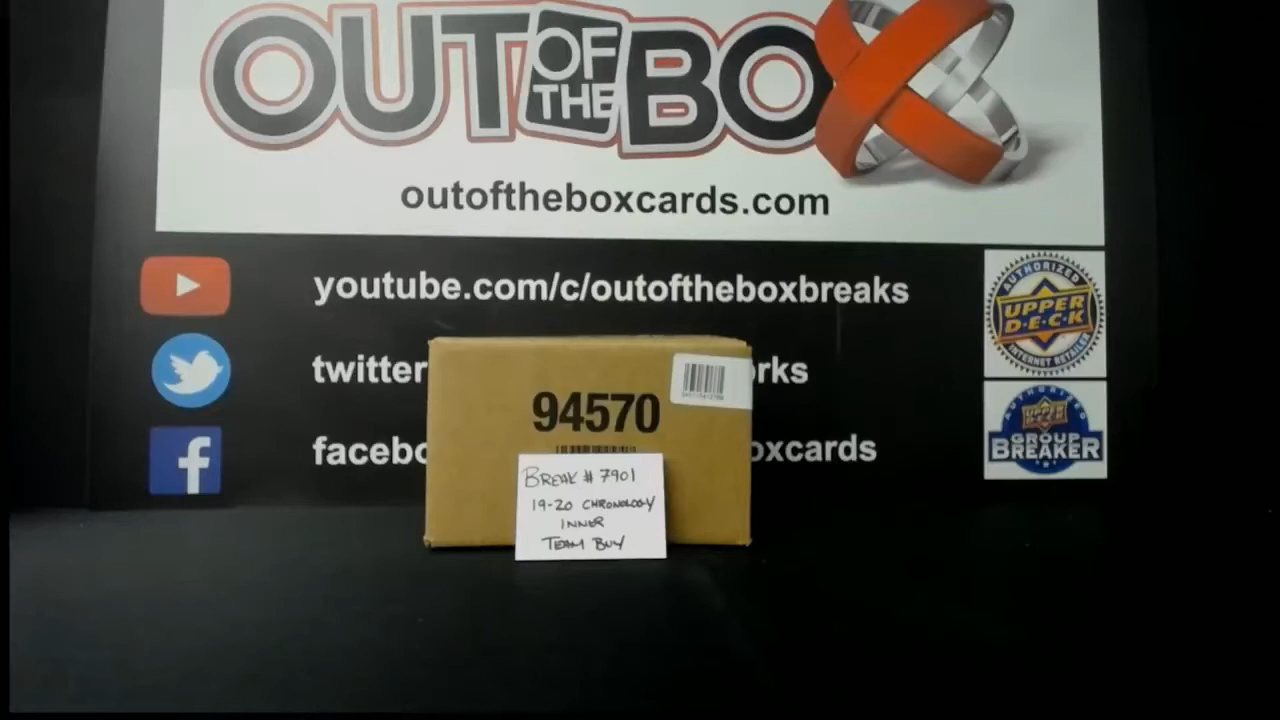 OUT OF THE BOX
outoftheboxcards.com
youtube.com/c/outoftheboxbreaks
AUTHORIZED
UPPER
D·E·C·K
INTERNET RETAILER
twitter
rks
94570
facebo
oxcards
AUTHORIZED
UPPER
DECK
GROUP
BREAKER
BREAK # 7901
19-20 CHRONOLOGY
INNER
TEAM BUY